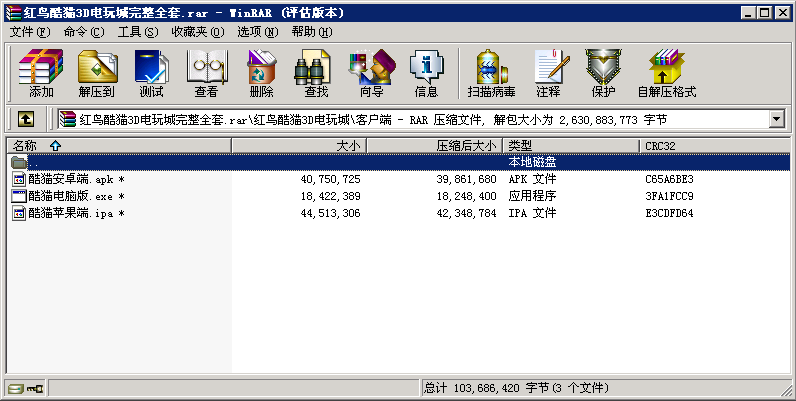 红鸟酷猫3D电玩城完整全套.rar - WinRAR (评估版本)
文件(F) 命令(C) 工具(S) 收藏夹(O) 选项(N) 帮助(H)
添加 解压到 测试 查看 删除 查找 向导 信息 扫描病毒 注释 保护 自解压格式
红鸟酷猫3D电玩城完整全套.rar\红鸟酷猫3D电玩城\客户端 - RAR 压缩文件, 解包大小为 2,630,883,773 字节
名称 大小 压缩后大小 类型 CRC32
.. 本地磁盘
酷猫安卓端.apk * 40,750,725 39,861,680 APK 文件 C65A6BE3
酷猫电脑版.exe * 18,422,389 18,248,400 应用程序 3FA1FCC9
酷猫苹果端.ipa * 44,513,306 42,348,784 IPA 文件 E3CDFD64
总计 103,686,420 字节(3 个文件)